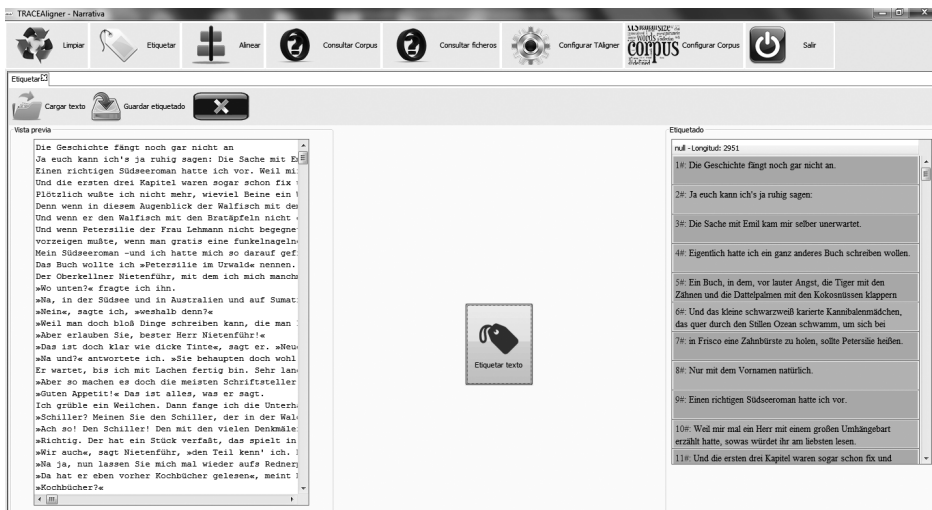 TRACEAligner - Narrativa
Limpiar
Etiquetar
Alinear
Consultar Corpus
Consultar ficheros
Configurar TAligner
CORPUS
Configurar Corpus
Salir
Etiquetar
Cargar texto
Guardar etiquetado
Vista previa
Die Geschichte fängt noch gar nicht an
Ja euch kann ich's ja ruhig sagen: Die Sache mit
Einen richtigen Südseeroman hatte ich vor. Weil mi
Und die ersten drei Kapitel waren sogar schon fix
Plötzlich wußte ich nicht mehr, wieviel Beine ein
Denn wenn in diesem Augenblick der Walfisch mit
Und wenn er den Walfisch mit den Bratäpfeln nicht
Und wenn Petersilie der Frau Lehmann nicht begegne
vorzeigen mußte, wenn man gratis eine funkelnageln
Mein Südseeroman -und ich hatte mich so darauf gef
Das Buch wollte ich »Petersilie im Urwald« nennen.
Der Oberkellner Nietenführ, mit dem ich mich manch
»Wo unten?« fragte ich ihn.
»Na, in der Südsee und in Australien und auf Sumat
»Nein«, sagte ich, »weshalb denn?«
»Weil man doch bloß Dinge schreiben kann, die man
»Aber erlauben Sie, bester Herr Nietenführ!«
»Das ist doch klar wie dicke Tinte«, sagt er. »Neu
»Na und?« antwortete ich. »Sie behaupten doch wohl
Er wartet, bis ich mit Lachen fertig bin. Sehr lan
»Aber so machen es doch die meisten Schriftsteller
»Guten Appetit!« Das ist alles, was er sagt.
Ich grüble ein Weilchen. Dann fange ich die Unterh
»Schiller? Meinen Sie den Schiller, der in der Wal
»Ach so! Den Schiller! Den mit den vielen Denkmäle
»Richtig. Der hat ein Stück verfaßt, das spielt in
»Wir auch«, sagt Nietenführ, »den Teil kenn' ich.
»Na ja, nun lassen Sie mich mal wieder aufs Redner
»Da hat er eben vorher Kochbücher gelesen«, meint
»Kochbücher?«
Etiquetar texto
Etiquetado
null - Longitud: 2951
1#: Die Geschichte fängt noch gar nicht an.
2#: Ja euch kann ich's ja ruhig sagen:
3#: Die Sache mit Emil kam mir selber unerwartet.
4#: Eigentlich hatte ich ein ganz anderes Buch schreiben wollen.
5#: Ein Buch, in dem, vor lauter Angst, die Tiger mit den
Zähnen und die Dattelpalmen mit den Kokosnüssen klappern
6#: Und das kleine schwarzweiß karierte Kannibalenmädchen,
das quer durch den Stillen Ozean schwamm, um sich bei
7#: in Frisco eine Zahnbürste zu holen, sollte Petersilie heißen.
8#: Nur mit dem Vornamen natürlich.
9#: Einen richtigen Südseeroman hatte ich vor.
10#: Weil mir mal ein Herr mit einem großen Umhängebart
erzählt hatte, sowas würdet ihr am liebsten lesen.
11#: Und die ersten drei Kapitel waren sogar schon fix und